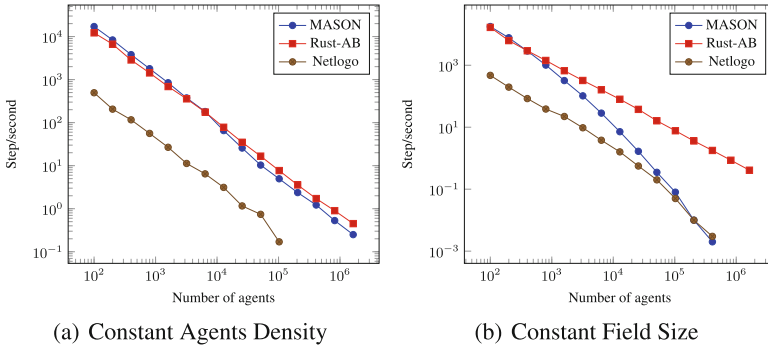 MASON
Rust-AB
Netlogo
10^4
10^3
10^2
10^1
10^0
10^−1
Step/second
10^2 10^3 10^4 10^5 10^6
Number of agents
(a) Constant Agents Density
MASON
Rust-AB
Netlogo
10^3
10^1
10^−1
10^−3
Step/second
10^2 10^3 10^4 10^5 10^6
Number of agents
(b) Constant Field Size